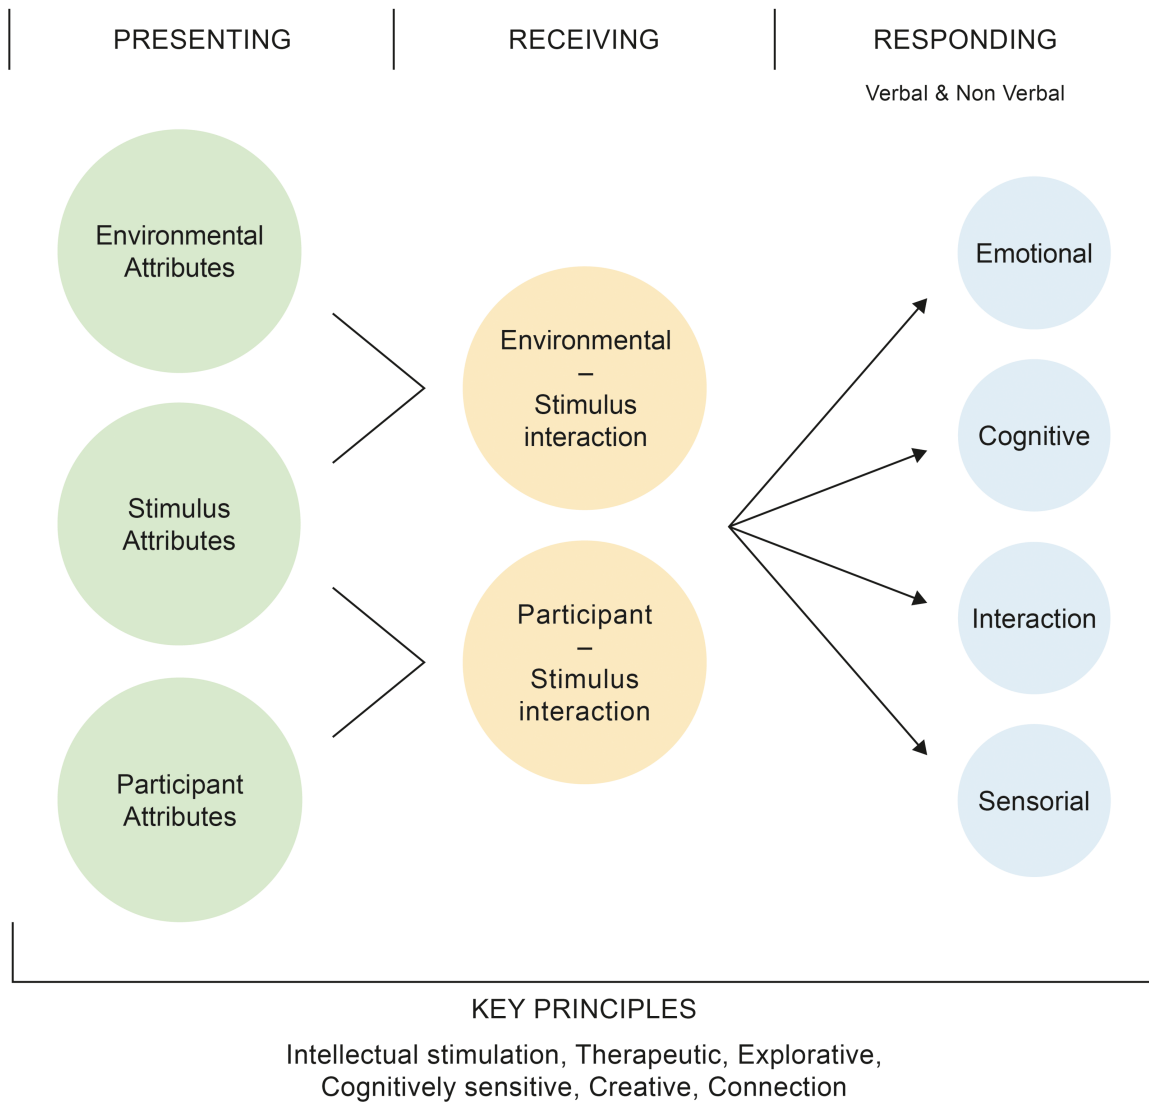 PRESENTING
RECEIVING
RESPONDING
Verbal & Non Verbal
Environmental
Attributes
Stimulus
Attributes
Participant
Attributes
Environmental
–
Stimulus
interaction
Participant
–
Stimulus
interaction
Emotional
Cognitive
Interaction
Sensorial
KEY PRINCIPLES
Intellectual stimulation, Therapeutic, Explorative,
Cognitively sensitive, Creative, Connection